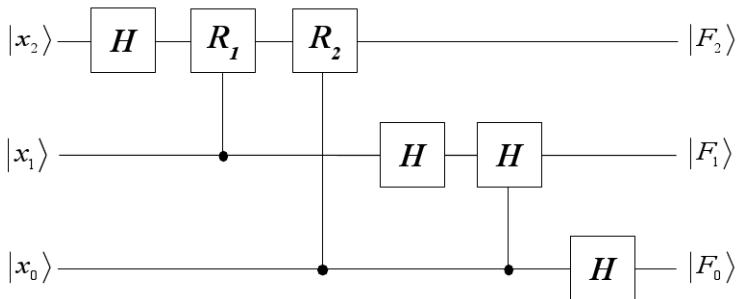 |x₂⟩ H R₁ R₂ |F₂⟩
|x₁⟩ H H |F₁⟩
|x₀⟩ H |F₀⟩